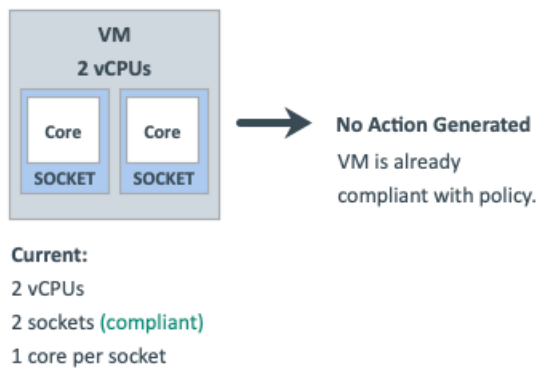 VM
2 vCPUs
Core
Core
SOCKET
SOCKET
No Action Generated
VM is already
compliant with policy.
Current:
2 vCPUs
2 sockets (compliant)
1 core per socket